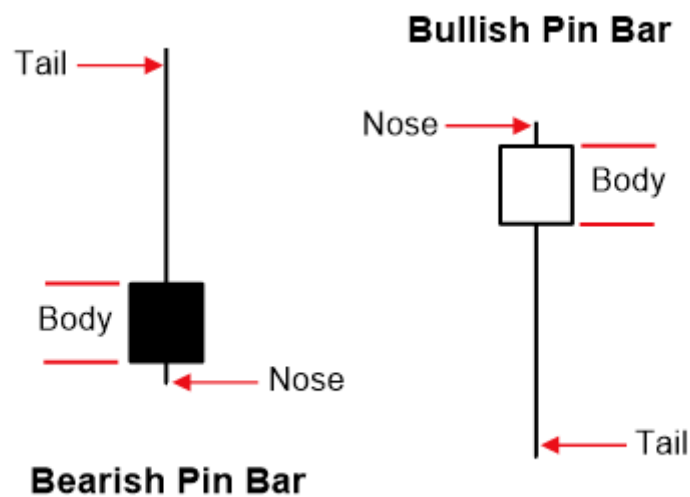 Bullish Pin Bar
Tail
Nose
Body
Body
Nose
Tail
Bearish Pin Bar